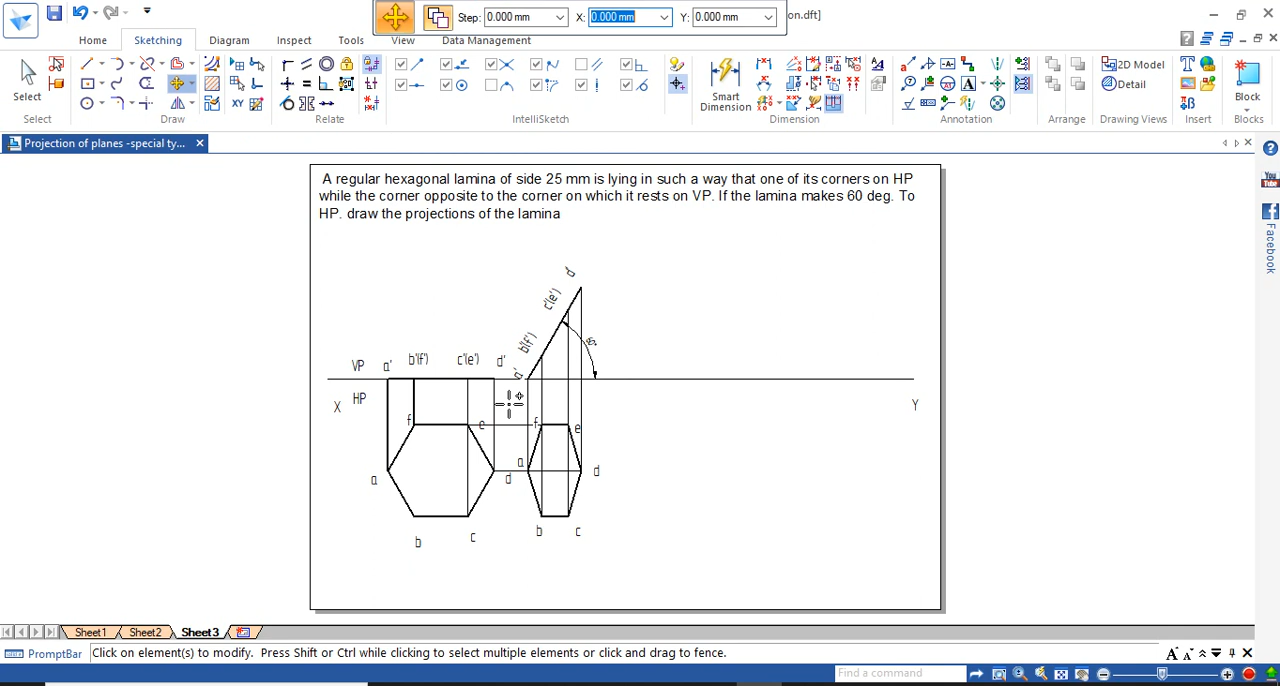 Step: 0.000 mm X: 0.000 mm Y: 0.000 mm on.dft]
Home Sketching Diagram Inspect Tools View Data Management
2D Model
Detail
Select
Smart
Dimension
Block
Select Draw Relate IntelliSketch Dimension Annotation Arrange Drawing Views Insert Blocks
Projection of planes -special ty...
A regular hexagonal lamina of side 25 mm is lying in such a way that one of its corners on HP
while the corner opposite to the corner on which it rests on VP. If the lamina makes 60 deg. To
HP. draw the projections of the lamina
d'
c'(e')
b'(f')
VP a' b'(f') c'(e') d' a'
X HP Y
f e f e
a d a d
b c b c
You
Tube
Facebook
Sheet1 Sheet2 Sheet3
PromptBar Click on element(s) to modify. Press Shift or Ctrl while clicking to select multiple elements or click and drag to fence.
Find a command